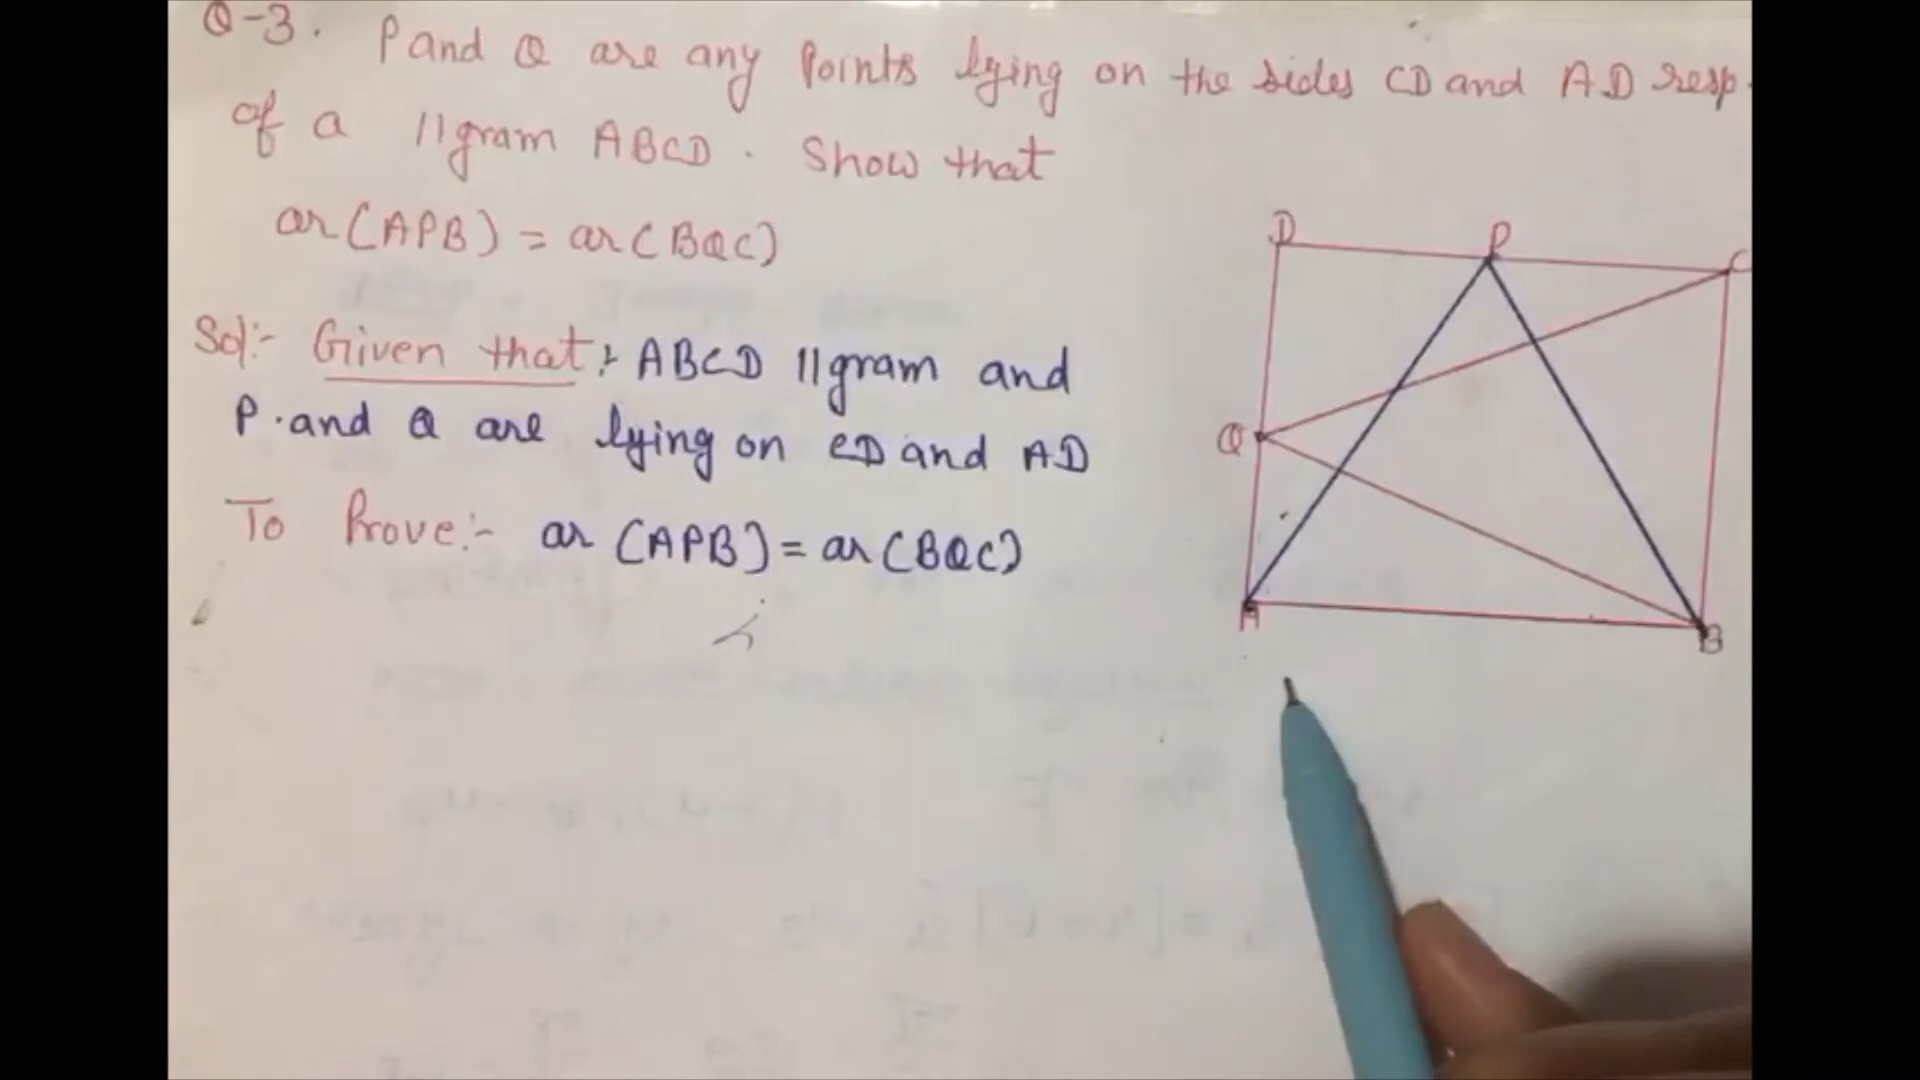 Q-3. P and Q are any Points lying on the sides CD and AD resp.
of a ||gram ABCD. Show that
ar(APB) = ar(BQC)
Sol:- Given that:- ABCD ||gram and
P and Q are lying on CD and AD
To Prove:- ar(APB) = ar(BQC)
D P C
Q
A B